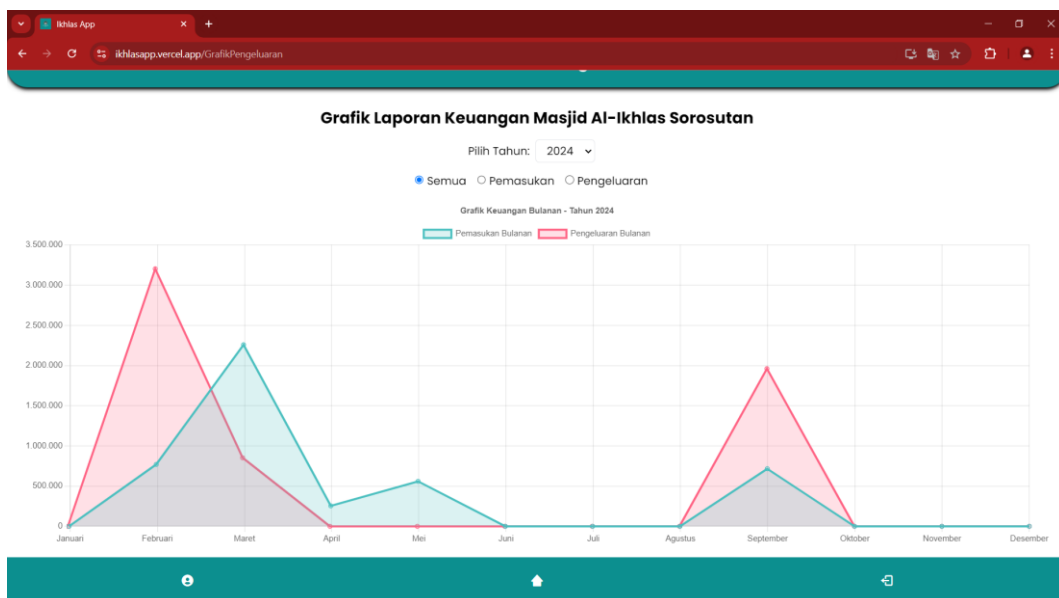 Ikhlas App
ikhlasapp.vercel.app/GrafikPengeluaran
Grafik Laporan Keuangan Masjid Al-Ikhlas Sorosutan
Pilih Tahun: 2024
Semua Pemasukan Pengeluaran
Grafik Keuangan Bulanan - Tahun 2024
Pemasukan Bulanan Pengeluaran Bulanan
3.500.000
3.000.000
2.500.000
2.000.000
1.500.000
1.000.000
500.000
0
Januari Februari Maret April Mei Juni Juli Agustus September Oktober November Desember